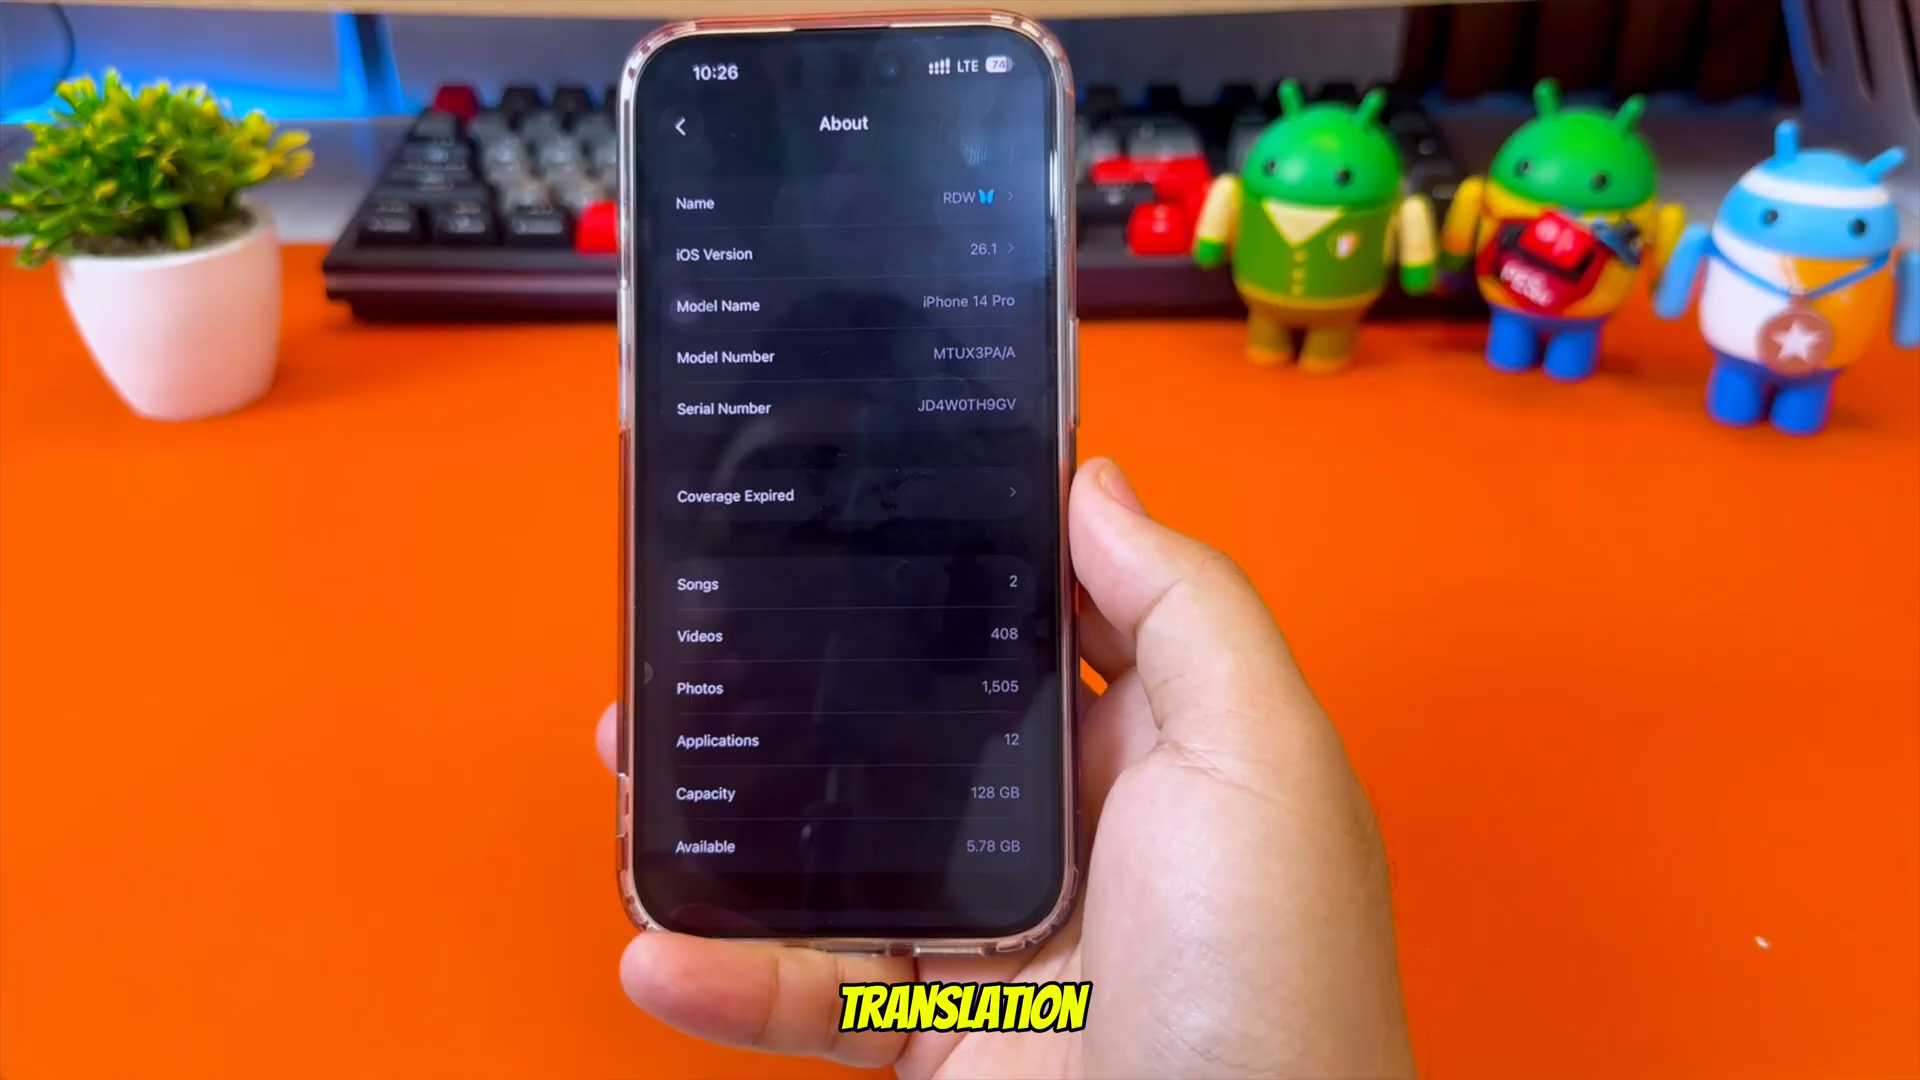 10:26 LTE 74
About
Name RDW
iOS Version 26.1
Model Name iPhone 14 Pro
Model Number MTUX3PA/A
Serial Number JD4W0TH9GV
Coverage Expired
Songs 2
Videos 408
Photos 1,505
Applications 12
Capacity 128 GB
Available 5.78 GB
TRANSLATION